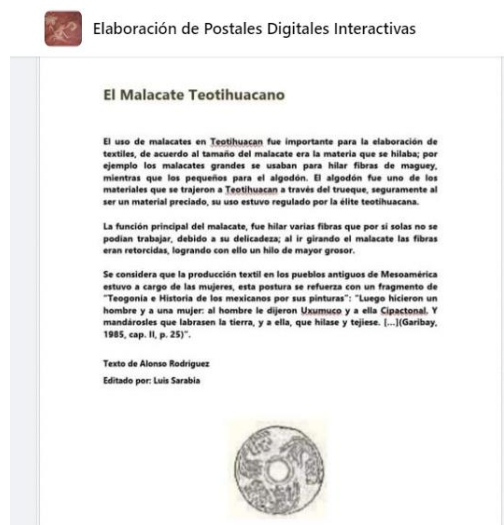 Elaboración de Postales Digitales Interactivas
El Malacate Teotihuacano
El uso de malacates en Teotihuacan fue importante para la elaboración de
textiles, de acuerdo al tamaño del malacate era la materia que se hilaba; por
ejemplo los malacates grandes se usaban para hilar fibras de maguey,
mientras que los pequeños para el algodón. El algodón fue uno de los
materiales que se trajeron a Teotihuacan a través del trueque, seguramente al
ser un material preciado, su uso estuvo regulado por la élite teotihuacana.
La función principal del malacate, fue hilar varias fibras que por si solas no se
podían trabajar, debido a su delicadeza; al ir girando el malacate las fibras
eran retorcidas, logrando con ello un hilo de mayor grosor.
Se considera que la producción textil en los pueblos antiguos de Mesoamérica
estuvo a cargo de las mujeres, esta postura se refuerza con un fragmento de
"Teogonía e Historia de los mexicanos por sus pinturas": "Luego hicieron un
hombre y a una mujer: al hombre le dijeron Uxumuco y a ella Cipactonal. Y
mandárosles que labrasen la tierra, y a ella, que hilase y tejiese. [...](Garibay,
1985, cap. II, p. 25)".
Texto de Alonso Rodríguez
Editado por: Luis Sarabia